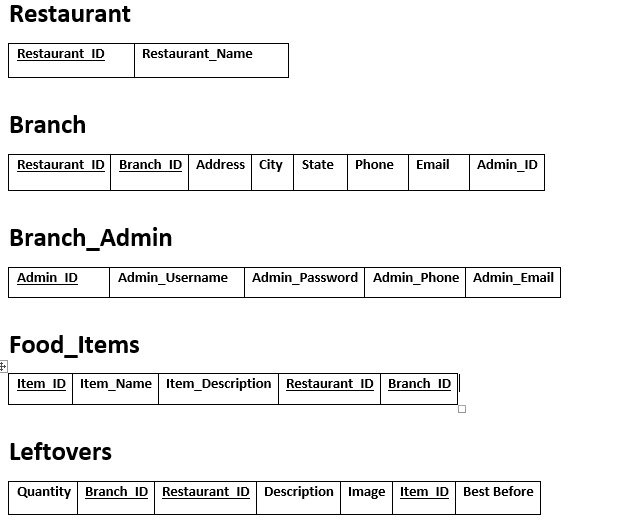 Restaurant
Restaurant_ID Restaurant_Name
Branch
Restaurant_ID Branch_ID Address City State Phone Email Admin_ID
Branch_Admin
Admin_ID Admin_Username Admin_Password Admin_Phone Admin_Email
Food_Items
Item_ID Item_Name Item_Description Restaurant_ID Branch_ID
Leftovers
Quantity Branch_ID Restaurant_ID Description Image Item_ID Best Before